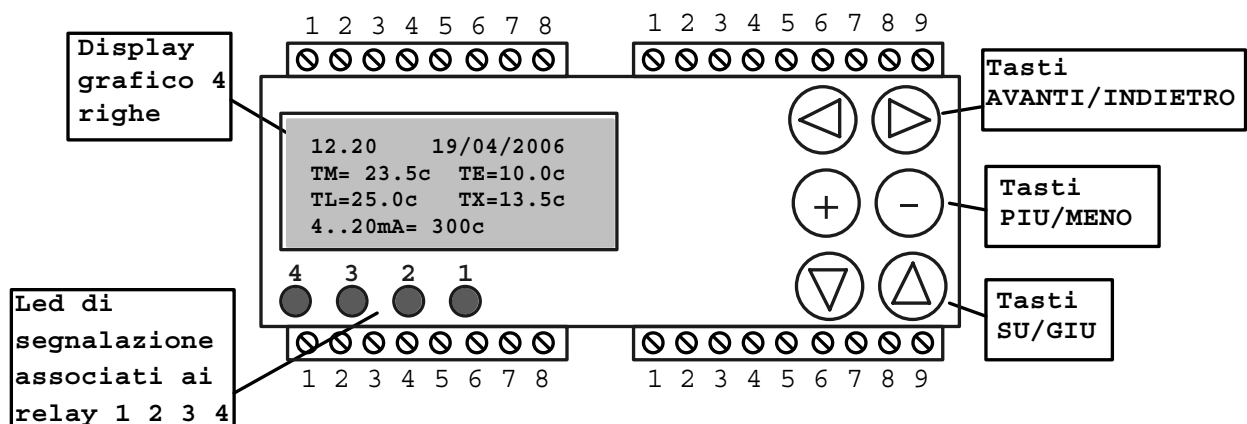 1 2 3 4 5 6 7 8
1 2 3 4 5 6 7 8 9
Display
grafico 4
righe
12.20 19/04/2006
TM= 23.5c TE=10.0c
TL=25.0c TX=13.5c
4..20mA= 300c
Tasti
AVANTI/INDIETRO
+ -
Tasti
PIU/MENO
Tasti
SU/GIU
4 3 2 1
Led di
segnalazione
associati ai
relay 1 2 3 4
1 2 3 4 5 6 7 8
1 2 3 4 5 6 7 8 9